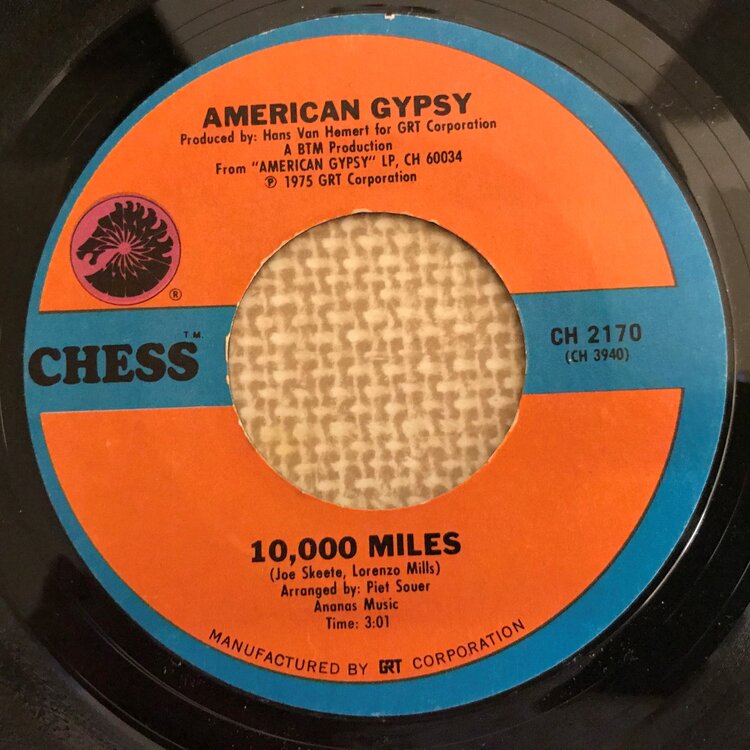 AMERICAN GYPSY
Produced by: Hans Van Hemert for GRT Corporation
A BTM Production
From "AMERICAN GYPSY" LP, CH 60034
℗ 1975 GRT Corporation
®
T.M.
CHESS
CH 2170
(CH 3940)
10,000 MILES
(Joe Skeete, Lorenzo Mills)
Arranged by: Piet Souer
Ananas Music
Time: 3:01
MANUFACTURED BY GRT CORPORATION